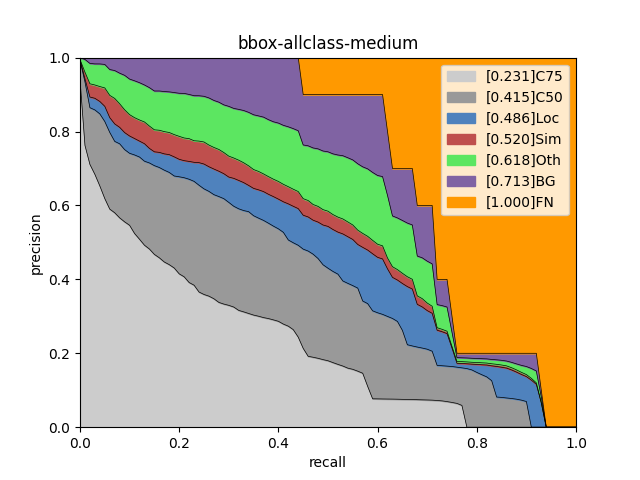 bbox-allclass-medium
precision
1.0
0.8
0.6
0.4
0.2
0.0
[0.231]C75
[0.415]C50
[0.486]Loc
[0.520]Sim
[0.618]Oth
[0.713]BG
[1.000]FN
0.0 0.2 0.4 0.6 0.8 1.0
recall